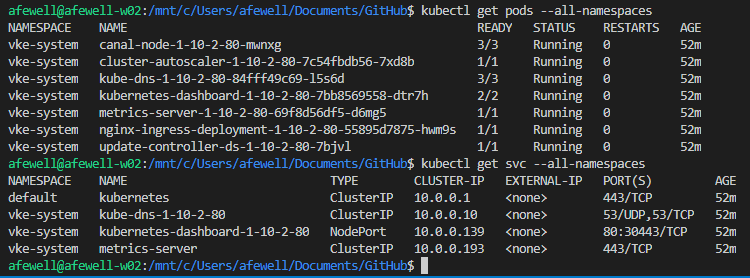 afewell@afewell-w02:/mnt/c/Users/afewell/Documents/GitHub$ kubectl get pods --all-namespaces
NAMESPACE NAME READY STATUS RESTARTS AGE
vke-system canal-node-1-10-2-80-mwnxg 3/3 Running 0 52m
vke-system cluster-autoscaler-1-10-2-80-7c54fbdb56-7xd8b 1/1 Running 0 52m
vke-system kube-dns-1-10-2-80-84fff49c69-l5s6d 3/3 Running 0 52m
vke-system kubernetes-dashboard-1-10-2-80-7bb8569558-dtr7h 2/2 Running 0 52m
vke-system metrics-server-1-10-2-80-69f8d56df5-d6mg5 1/1 Running 0 52m
vke-system nginx-ingress-deployment-1-10-2-80-55895d7875-hwm9s 1/1 Running 0 52m
vke-system update-controller-ds-1-10-2-80-7bjvl 1/1 Running 0 52m
afewell@afewell-w02:/mnt/c/Users/afewell/Documents/GitHub$ kubectl get svc --all-namespaces
NAMESPACE NAME TYPE CLUSTER-IP EXTERNAL-IP PORT(S) AGE
default kubernetes ClusterIP 10.0.0.1 <none> 443/TCP 52m
vke-system kube-dns-1-10-2-80 ClusterIP 10.0.0.10 <none> 53/UDP,53/TCP 52m
vke-system kubernetes-dashboard-1-10-2-80 NodePort 10.0.0.139 <none> 80:30443/TCP 52m
vke-system metrics-server ClusterIP 10.0.0.193 <none> 443/TCP 52m
afewell@afewell-w02:/mnt/c/Users/afewell/Documents/GitHub$